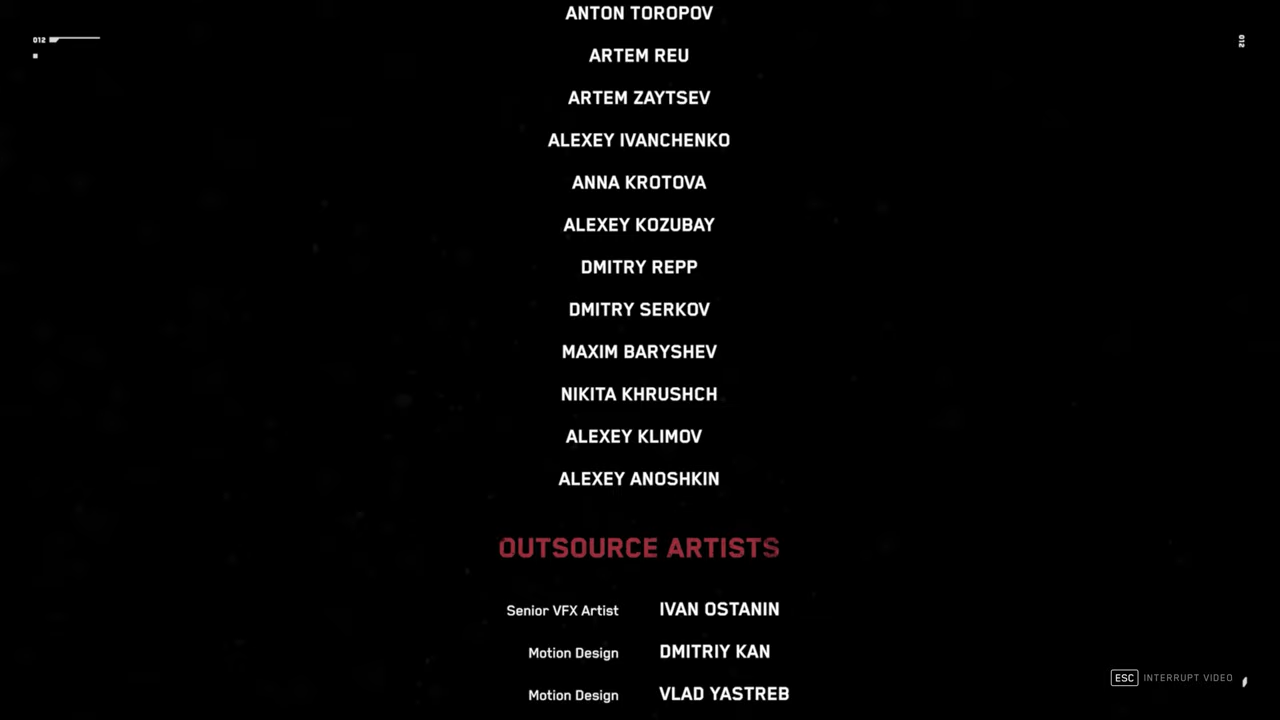 ANTON TOROPOV
012
012
ARTEM REU
ARTEM ZAYTSEV
ALEXEY IVANCHENKO
ANNA KROTOVA
ALEXEY KOZUBAY
DMITRY REPP
DMITRY SERKOV
MAXIM BARYSHEV
NIKITA KHRUSHCH
ALEXEY KLIMOV
ALEXEY ANOSHKIN
OUTSOURCE ARTISTS
Senior VFX Artist IVAN OSTANIN
Motion Design DMITRIY KAN
ESC INTERRUPT VIDEO
Motion Design VLAD YASTREB